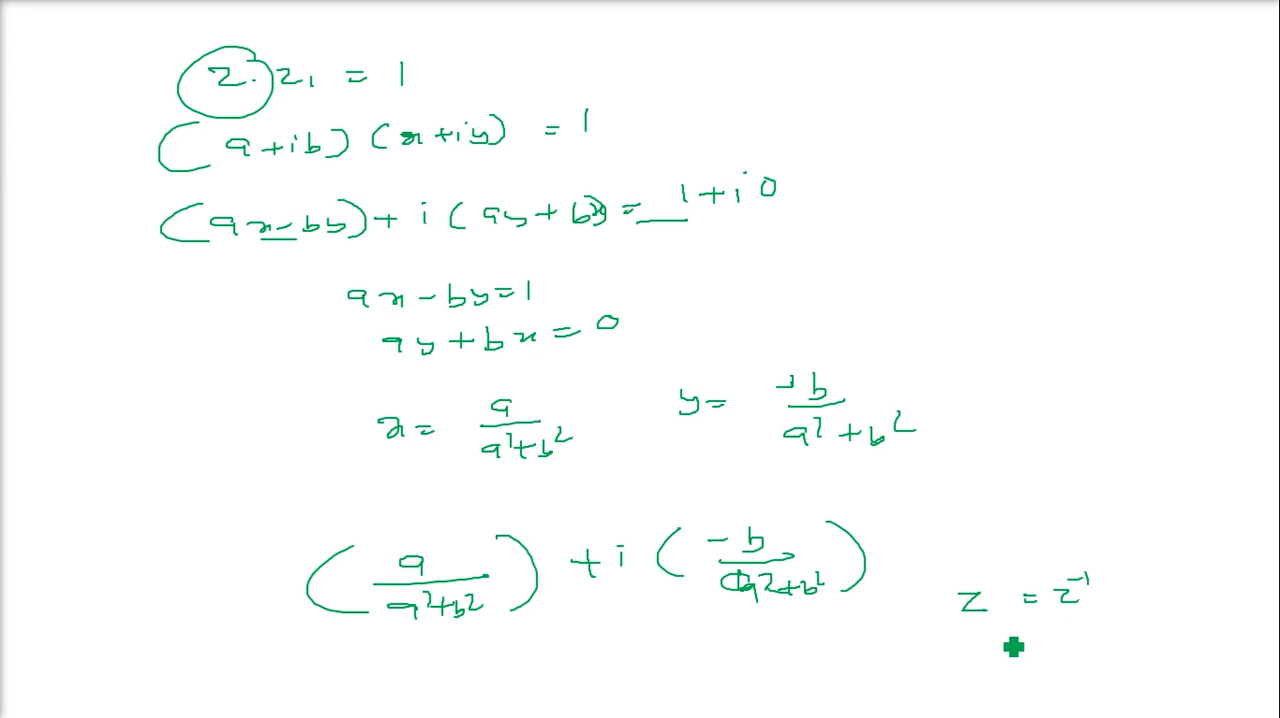 z · z₁ = 1
(a+ib) (x+iy) = 1
(ax-by) + i (ay+bx) = 1+i0
ax - by = 1
ay + bx = 0
x = a/(a²+b²) y = -b/(a²+b²)
(a/(a²+b²)) + i (-b/(a²+b²))
z = z⁻¹